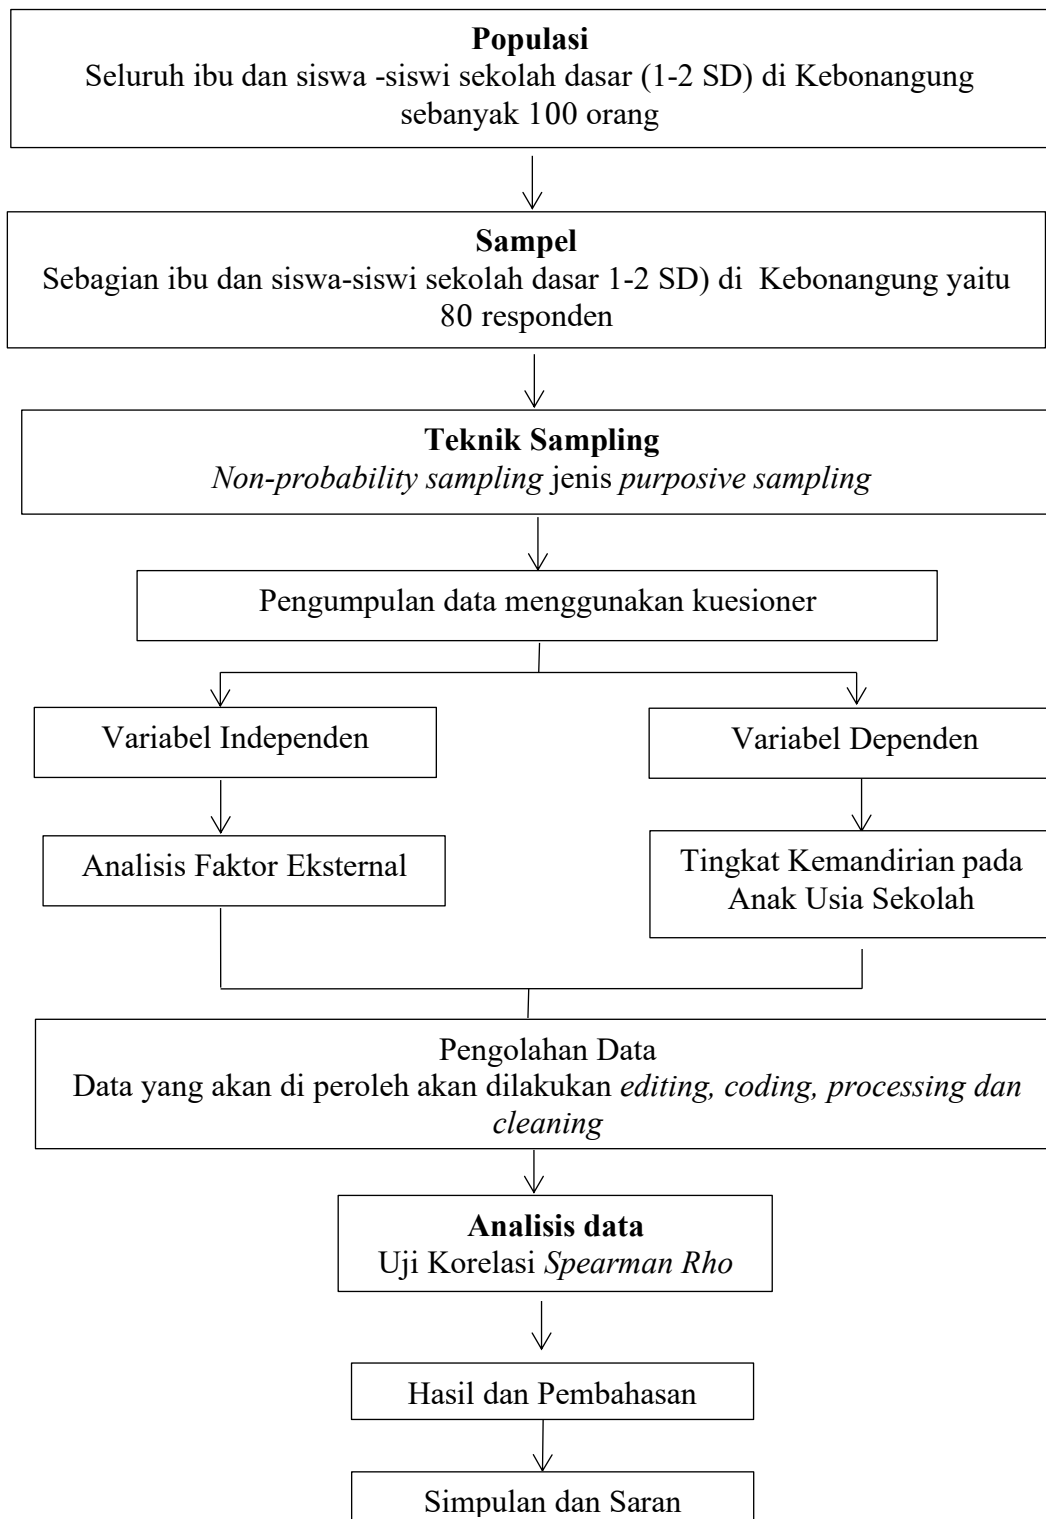 Populasi
Seluruh ibu dan siswa -siswi sekolah dasar (1-2 SD) di Kebonangung
sebanyak 100 orang
Sampel
Sebagian ibu dan siswa-siswi sekolah dasar 1-2 SD) di Kebonangung yaitu
80 responden
Teknik Sampling
Non-probability sampling jenis purposive sampling
Pengumpulan data menggunakan kuesioner
Variabel Independen
Variabel Dependen
Analisis Faktor Eksternal
Tingkat Kemandirian pada
Anak Usia Sekolah
Pengolahan Data
Data yang akan di peroleh akan dilakukan editing, coding, processing dan
cleaning
Analisis data
Uji Korelasi Spearman Rho
Hasil dan Pembahasan
Simpulan dan Saran